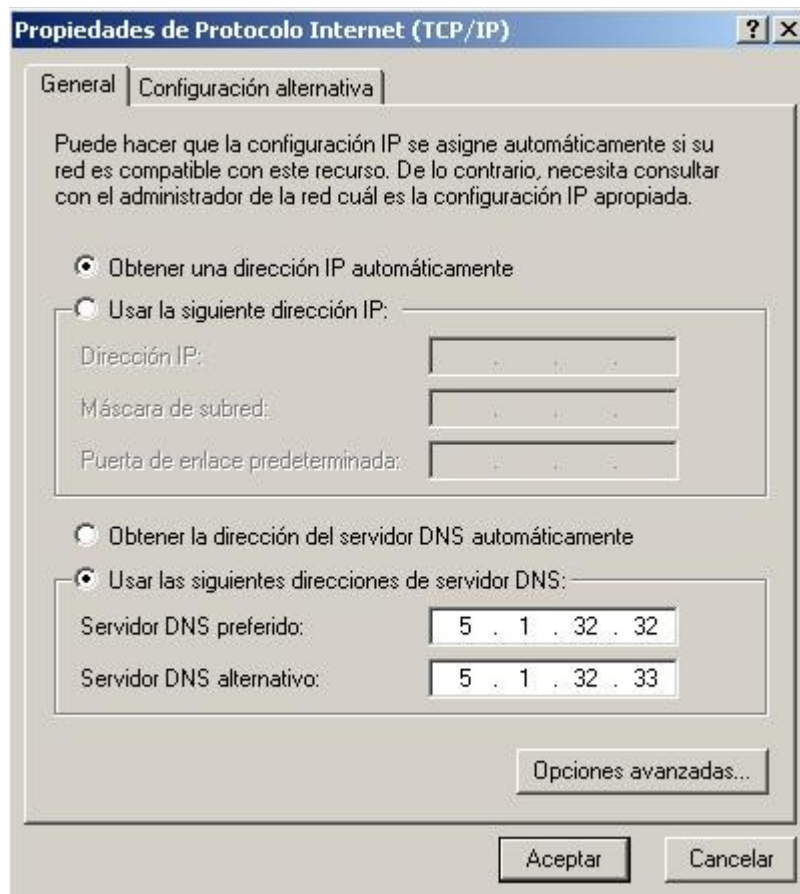 Propiedades de Protocolo Internet (TCP/IP)
General
Configuración alternativa
Puede hacer que la configuración IP se asigne automáticamente si su
red es compatible con este recurso. De lo contrario, necesita consultar
con el administrador de la red cuál es la configuración IP apropiada.
Obtener una dirección IP automáticamente
Usar la siguiente dirección IP:
Dirección IP:
Máscara de subred:
Puerta de enlace predeterminada:
Obtener la dirección del servidor DNS automáticamente
Usar las siguientes direcciones de servidor DNS:
Servidor DNS preferido: 5 . 1 . 32 . 32
Servidor DNS alternativo: 5 . 1 . 32 . 33
Opciones avanzadas...
Aceptar Cancelar